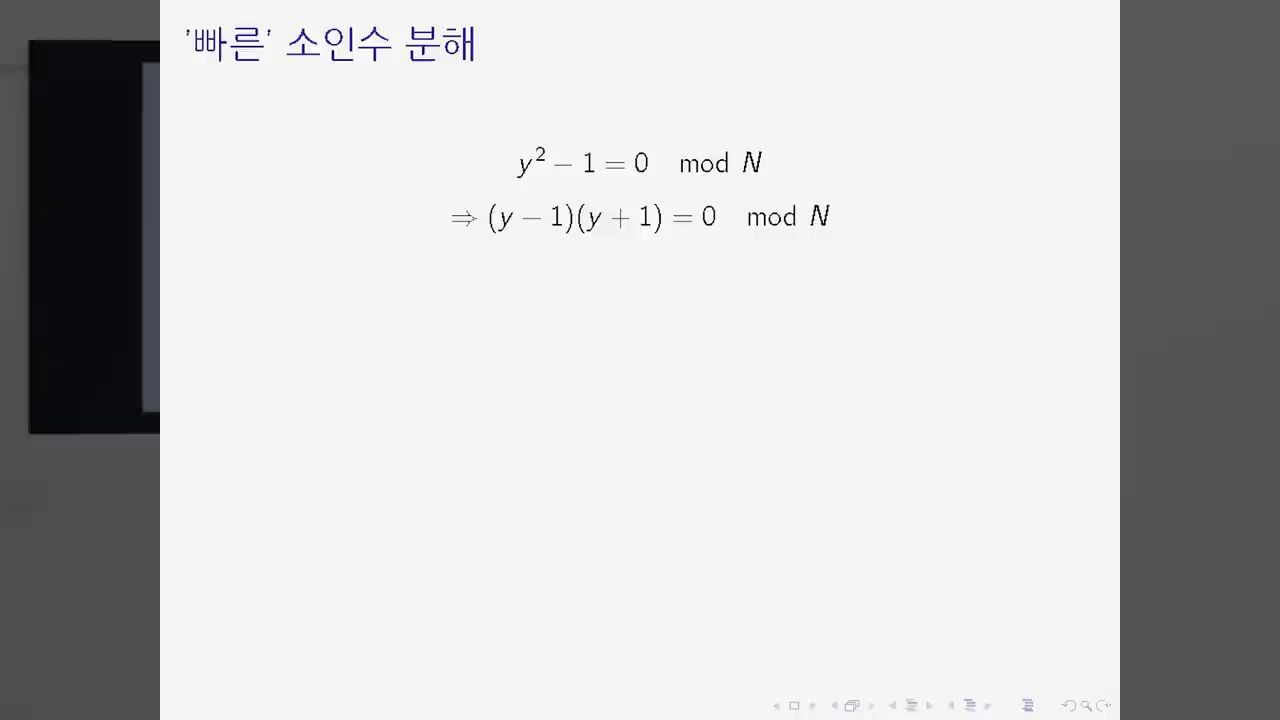 '빠른' 소인수 분해
y² − 1 = 0 mod N
⇒ (y − 1)(y + 1) = 0 mod N